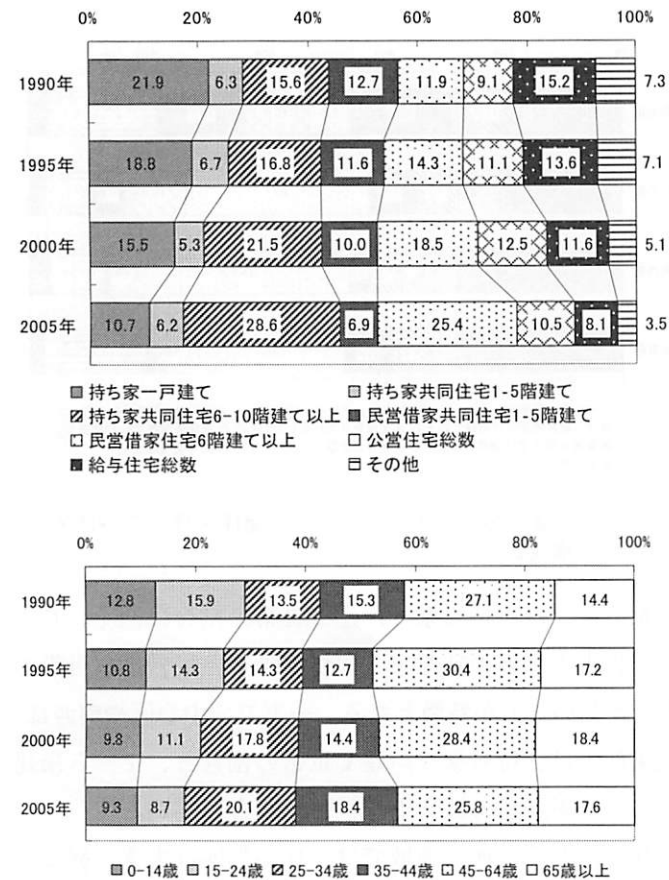 0% 20% 40% 60% 80% 100%
1990年 21.9 6.3 15.6 12.7 11.9 9.1 15.2 7.3
1995年 18.8 6.7 16.8 11.6 14.3 11.1 13.6 7.1
2000年 15.5 5.3 21.5 10.0 18.5 12.5 11.6 5.1
2005年 10.7 6.2 28.6 6.9 25.4 10.5 8.1 3.5
持ち家一戸建て 持ち家共同住宅1-5階建て
持ち家共同住宅6-10階建て以上 民営借家共同住宅1-5階建て
民営借家住宅6階建て以上 公営住宅総数
給与住宅総数 その他
0% 20% 40% 60% 80% 100%
1990年 12.8 15.9 13.5 15.3 27.1 14.4
1995年 10.8 14.3 14.3 12.7 30.4 17.2
2000年 9.8 11.1 17.8 14.4 28.4 18.4
2005年 9.3 8.7 20.1 18.4 25.8 17.6
0-14歳 15-24歳 25-34歳 35-44歳 45-64歳 65歳以上